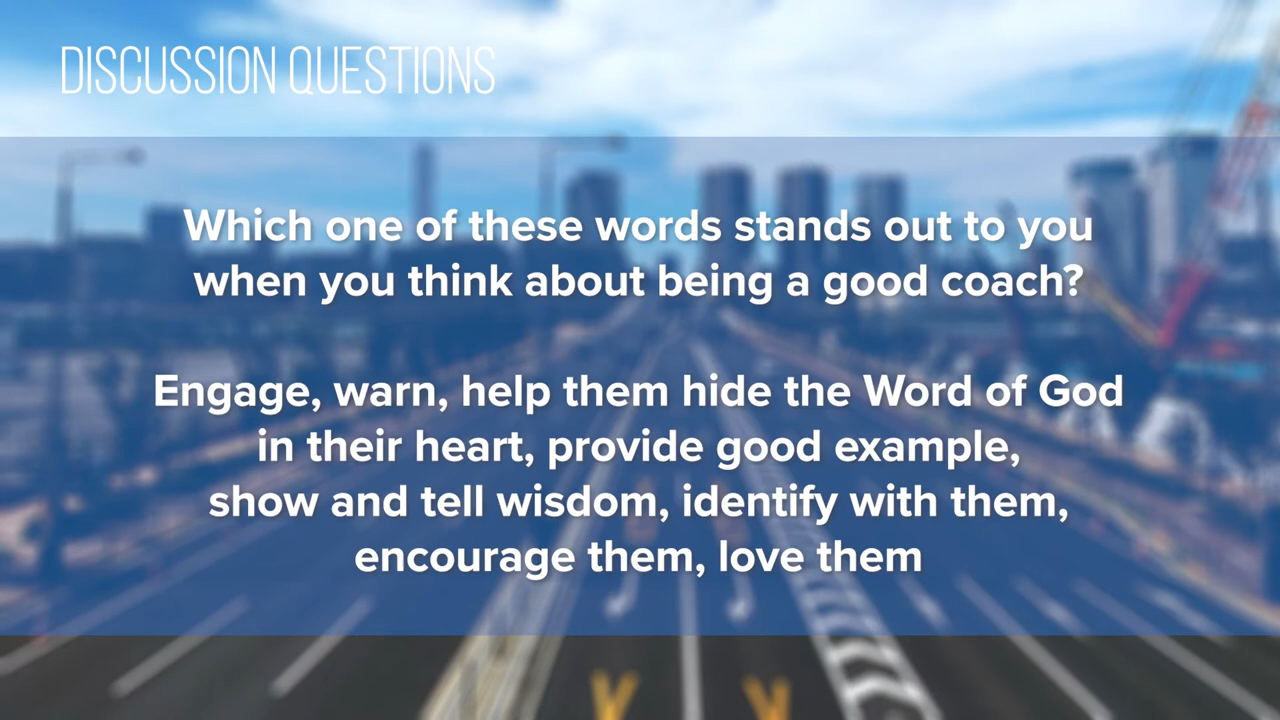 DISCUSSION QUESTIONS
Which one of these words stands out to you
when you think about being a good coach?
Engage, warn, help them hide the Word of God
in their heart, provide good example,
show and tell wisdom, identify with them,
encourage them, love them